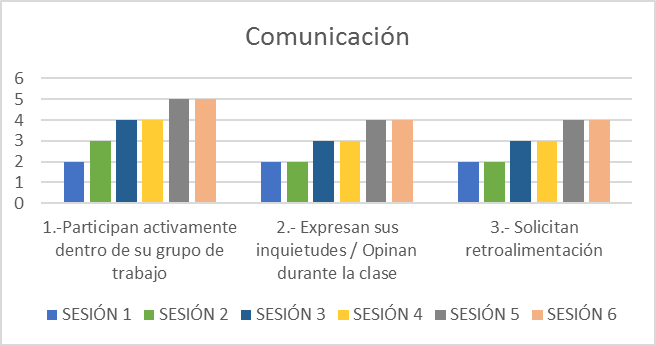 Comunicación
6
5
4
3
2
1
0
1.-Participan activamente
dentro de su grupo de
trabajo
2.- Expresan sus
inquietudes / Opinan
durante la clase
3.- Solicitan
retroalimentación
SESIÓN 1 SESIÓN 2 SESIÓN 3 SESIÓN 4 SESIÓN 5 SESIÓN 6